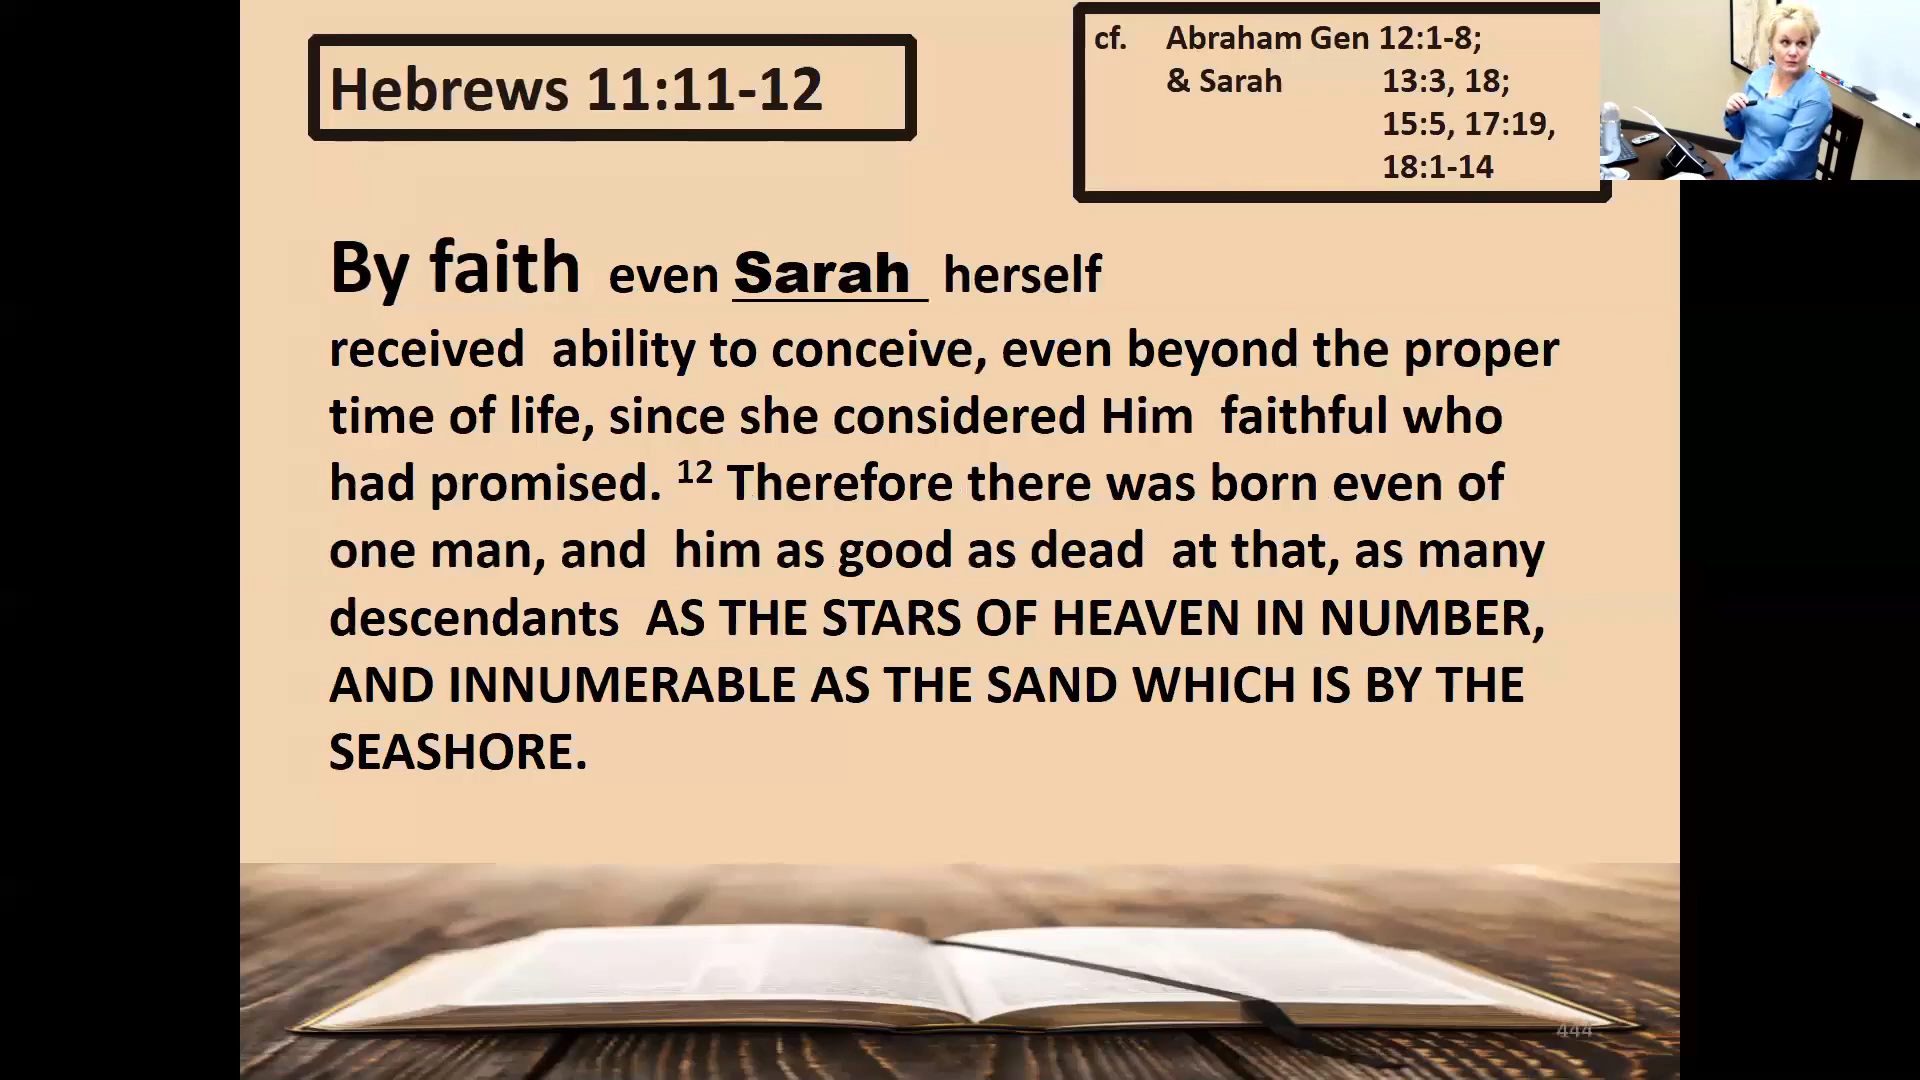 Hebrews 11:11-12
cf. Abraham Gen 12:1-8;
& Sarah 13:3, 18;
15:5, 17:19,
18:1-14
By faith even Sarah herself
received ability to conceive, even beyond the proper
time of life, since she considered Him faithful who
had promised. 12 Therefore there was born even of
one man, and him as good as dead at that, as many
descendants AS THE STARS OF HEAVEN IN NUMBER,
AND INNUMERABLE AS THE SAND WHICH IS BY THE
SEASHORE.
444